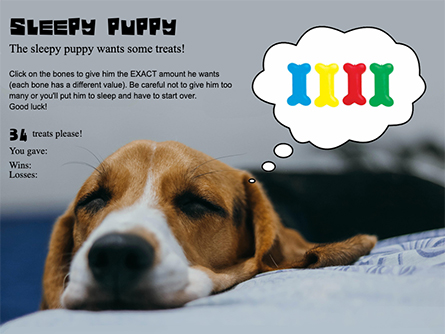 SLEEPY PUPPY
The sleepy puppy wants some treats!
Click on the bones to give him the EXACT amount he wants
(each bone has a different value). Be careful not to give him too
many or you'll put him to sleep and have to start over.
Good luck!
34 treats please!
You gave:
Wins:
Losses: